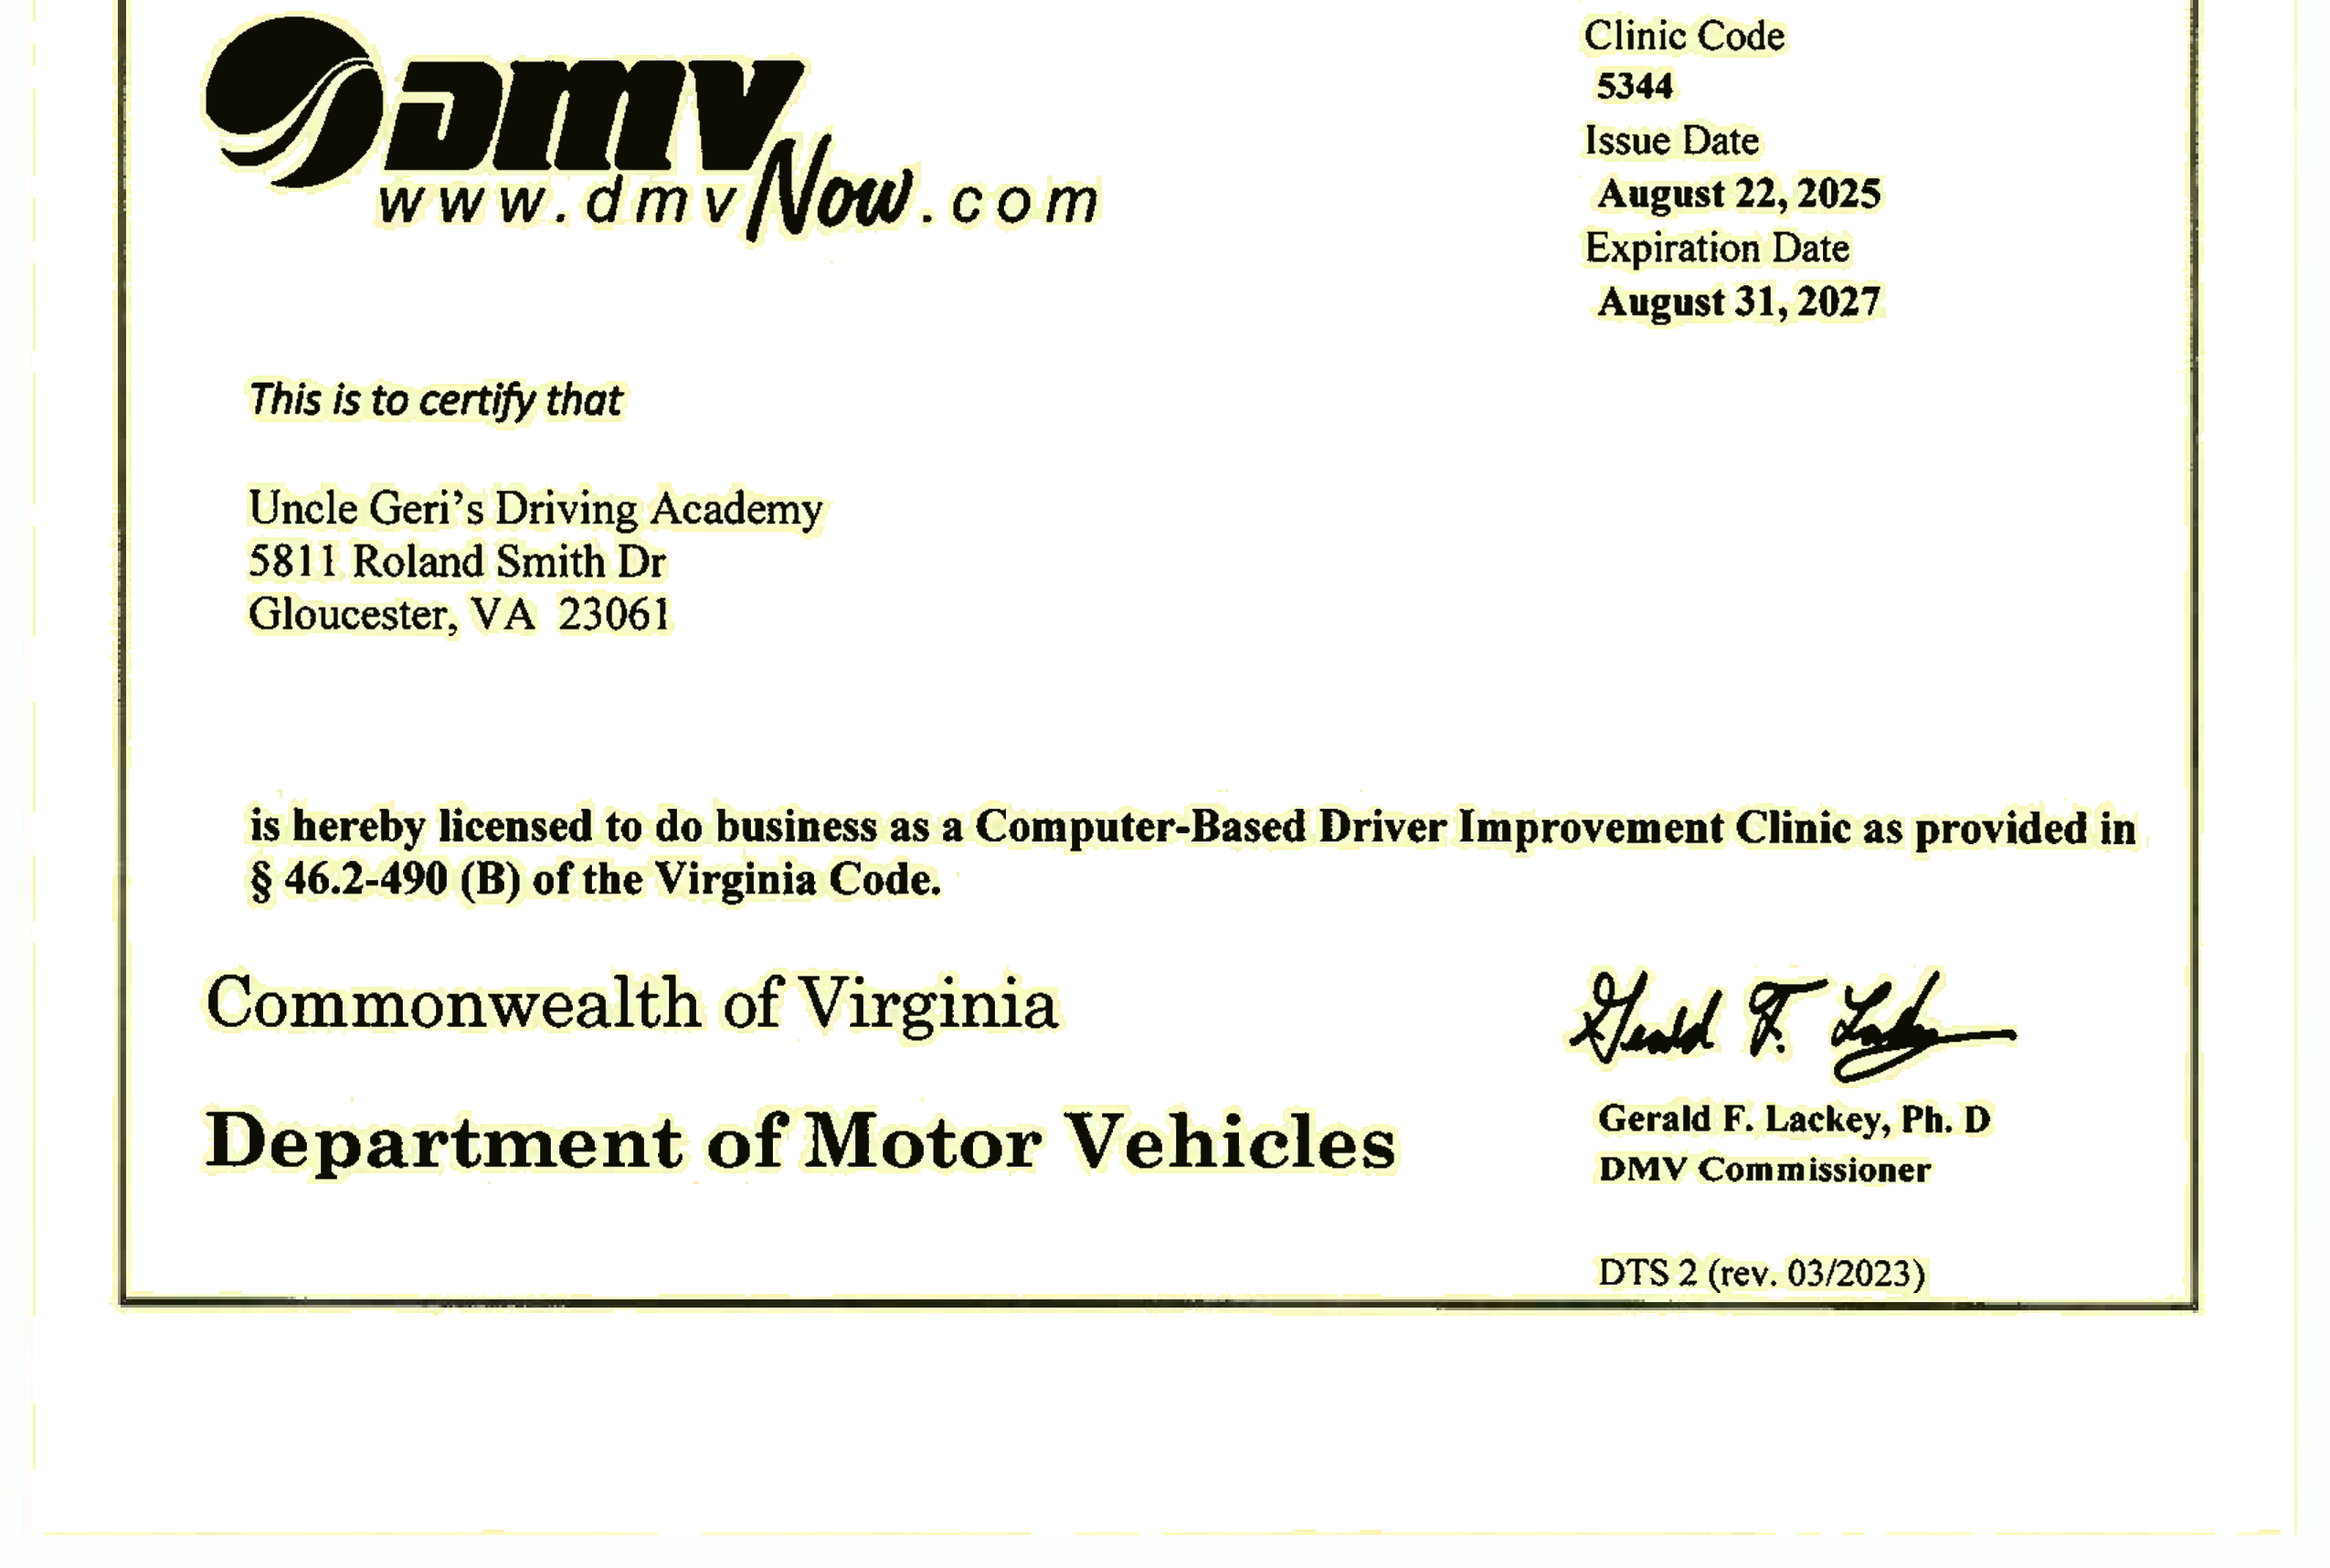 DMV
www.dmvNow.com
Clinic Code
5344
Issue Date
August 22, 2025
Expiration Date
August 31, 2027
This is to certify that
Uncle Geri's Driving Academy
5811 Roland Smith Dr
Gloucester, VA 23061
is hereby licensed to do business as a Computer-Based Driver Improvement Clinic as provided in
§ 46.2-490 (B) of the Virginia Code.
Commonwealth of Virginia
Department of Motor Vehicles
Gerald F. Lackey
Gerald F. Lackey, Ph. D
DMV Commissioner
DTS 2 (rev. 03/2023)